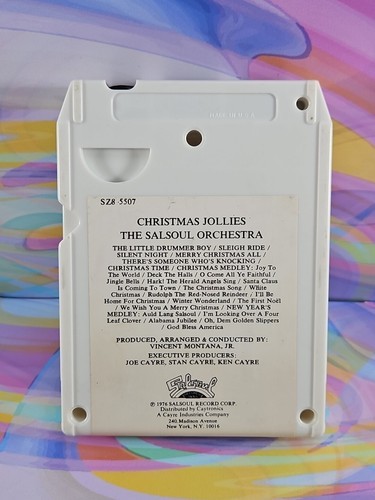 MADE IN U.S.A.
SZ8 5507
CHRISTMAS JOLLIES
THE SALSOUL ORCHESTRA
THE LITTLE DRUMMER BOY / SLEIGH RIDE /
SILENT NIGHT / MERRY CHRISTMAS ALL /
THERE'S SOMEONE WHO'S KNOCKING /
CHRISTMAS TIME / CHRISTMAS MEDLEY: Joy To
The World / Deck The Halls / O Come All Ye Faithful /
Jingle Bells / Hark! The Herald Angels Sing / Santa Claus
Is Coming To Town / The Christmas Song / White
Christmas / Rudolph The Red-Nosed Reindeer / I'll Be
Home For Christmas / Winter Wonderland / The First Noël
/ We Wish You A Merry Christmas / NEW YEAR'S
MEDLEY: Auld Lang Salsoul / I'm Looking Over A Four
Leaf Clover / Alabama Jubilee / Oh, Dem Golden Slippers
/ God Bless America
PRODUCED, ARRANGED & CONDUCTED BY:
VINCENT MONTANA, JR.
EXECUTIVE PRODUCERS:
JOE CAYRE, STAN CAYRE, KEN CAYRE
Salsoul
℗ 1976 SALSOUL RECORD CORP.
Distributed by Caytronics
A Cayre Industries Company
240 Madison Avenue
New York, N.Y. 10016